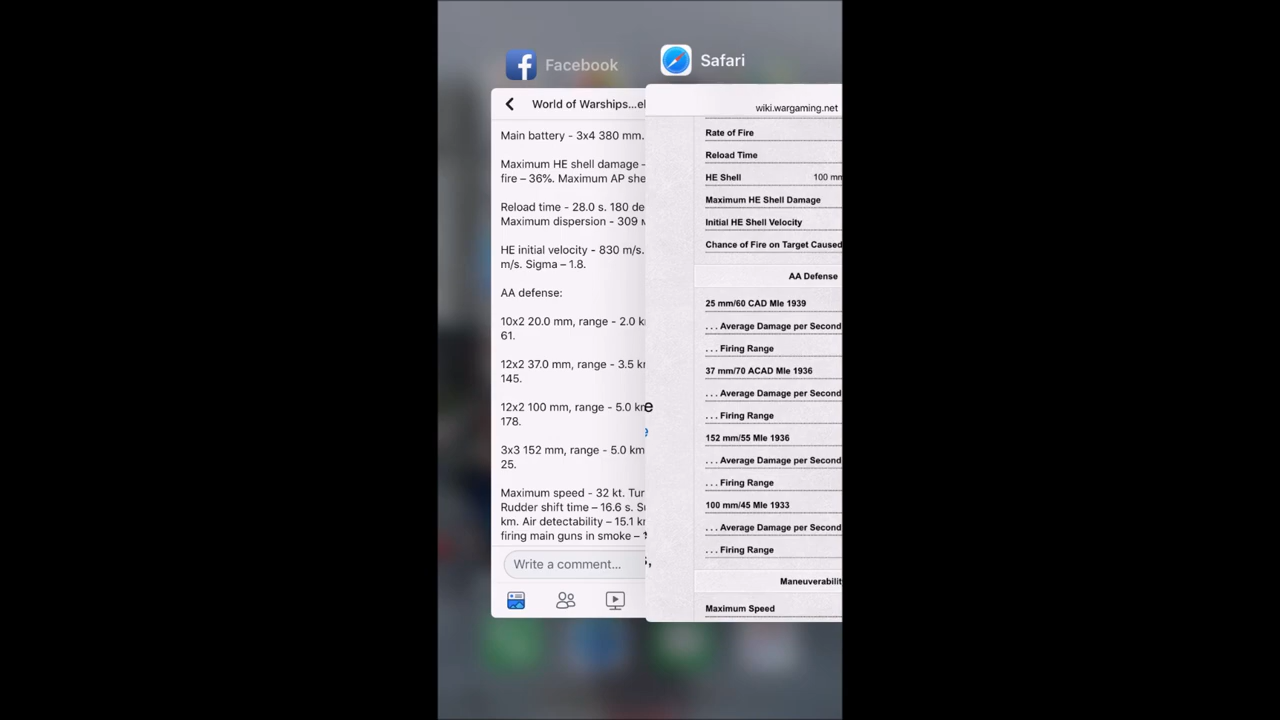 Facebook
World of Warships...el
Main battery - 3x4 380 mm.
Maximum HE shell damage –
fire – 36%. Maximum AP she
Reload time - 28.0 s. 180 de
Maximum dispersion - 309
HE initial velocity - 830 m/s.
m/s. Sigma – 1.8.
AA defense:
10x2 20.0 mm, range - 2.0 k
61.
12x2 37.0 mm, range - 3.5 k
145.
12x2 100 mm, range - 5.0 km
178.
3x3 152 mm, range - 5.0 km
25.
Maximum speed - 32 kt. Tur
Rudder shift time – 16.6 s. Su
km. Air detectability – 15.1 k
firing main guns in smoke –
Write a comment...
e
e
s,
Safari
wiki.wargaming.net
Rate of Fire
Reload Time
HE Shell 100 mm
Maximum HE Shell Damage
Initial HE Shell Velocity
Chance of Fire on Target Caused
AA Defense
25 mm/60 CAD Mle 1939
. . . Average Damage per Second
. . . Firing Range
37 mm/70 ACAD Mle 1936
. . . Average Damage per Second
. . . Firing Range
152 mm/55 Mle 1936
. . . Average Damage per Second
. . . Firing Range
100 mm/45 Mle 1933
. . . Average Damage per Second
. . . Firing Range
Maneuverabilit
Maximum Speed